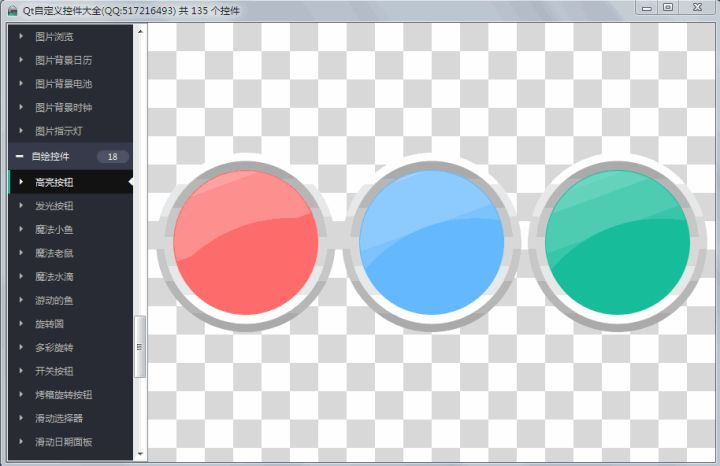 Qt自定义控件大全(QQ:517216493) 共 135 个控件
图片浏览
图片背景日历
图片背景电池
图片背景时钟
图片指示灯
自绘控件 18
高亮按钮
发光按钮
魔法小鱼
魔法老鼠
魔法水滴
游动的鱼
旋转圆
多彩旋转
开关按钮
烤箱旋转按钮
滑动选择器
滑动日期面板